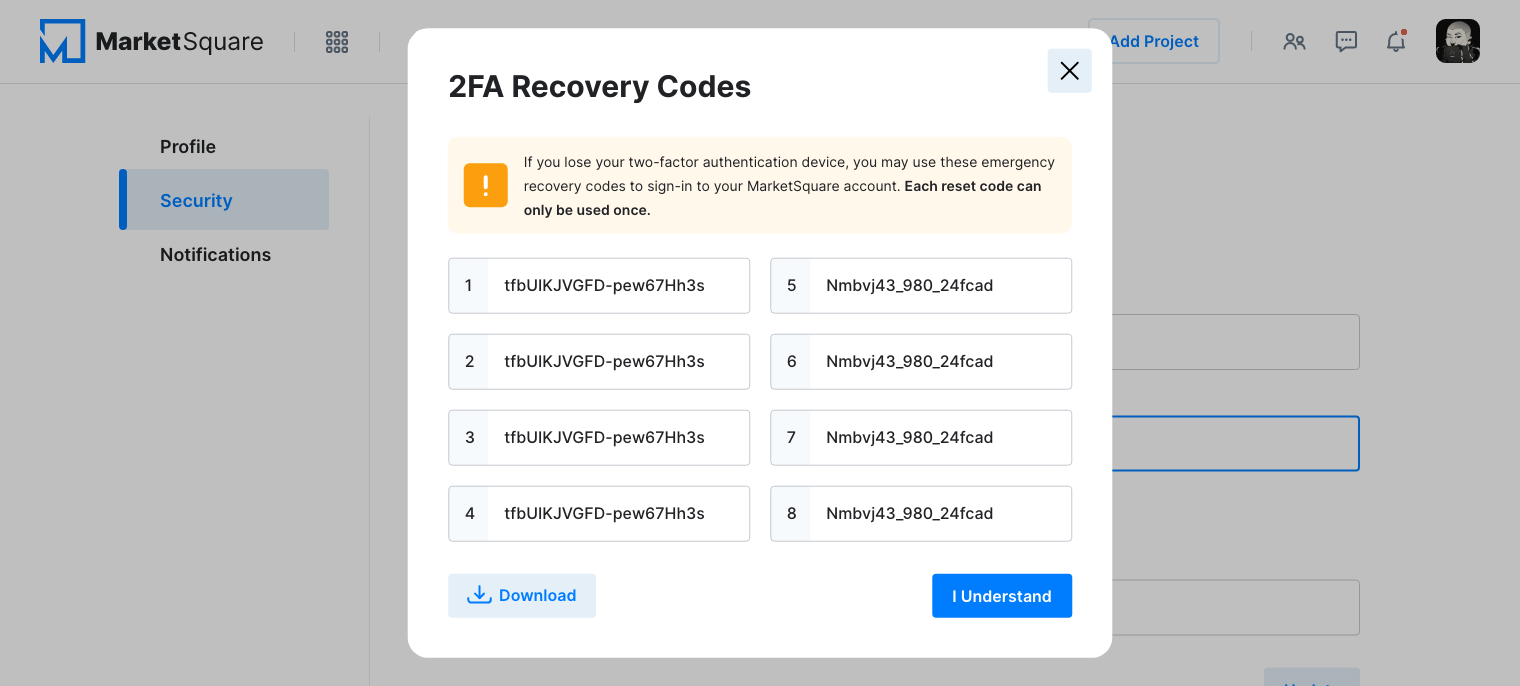 MarketSquare
Add Project
Profile
Security
Notifications
2FA Recovery Codes
If you lose your two-factor authentication device, you may use these emergency
recovery codes to sign-in to your MarketSquare account. Each reset code can
only be used once.
1 tfbUIKJVGFD-pew67Hh3s
5 Nmbvj43_980_24fcad
2 tfbUIKJVGFD-pew67Hh3s
6 Nmbvj43_980_24fcad
3 tfbUIKJVGFD-pew67Hh3s
7 Nmbvj43_980_24fcad
4 tfbUIKJVGFD-pew67Hh3s
8 Nmbvj43_980_24fcad
Download
I Understand